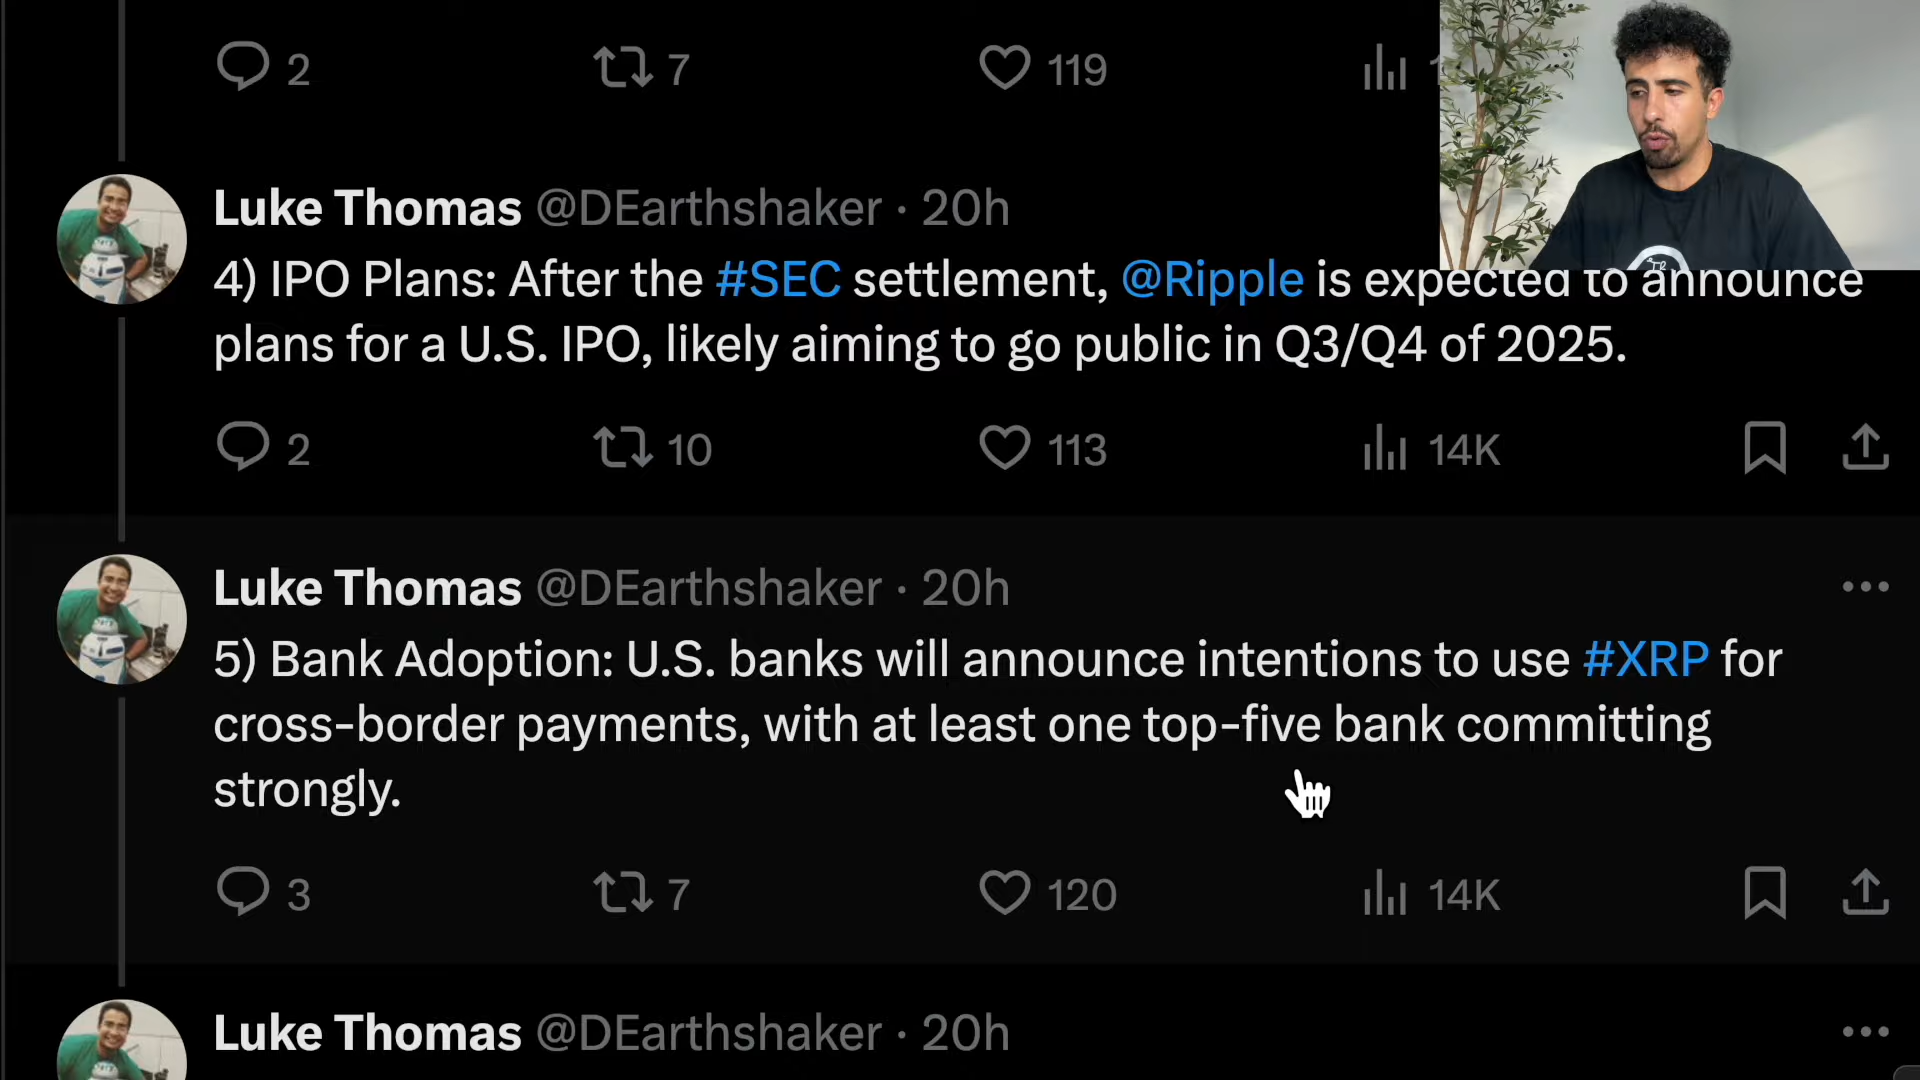 2 7 119
Luke Thomas @DEarthshaker · 20h
4) IPO Plans: After the #SEC settlement, @Ripple is expected to announce
plans for a U.S. IPO, likely aiming to go public in Q3/Q4 of 2025.
2 10 113 14K
Luke Thomas @DEarthshaker · 20h
5) Bank Adoption: U.S. banks will announce intentions to use #XRP for
cross-border payments, with at least one top-five bank committing
strongly.
3 7 120 14K
Luke Thomas @DEarthshaker · 20h